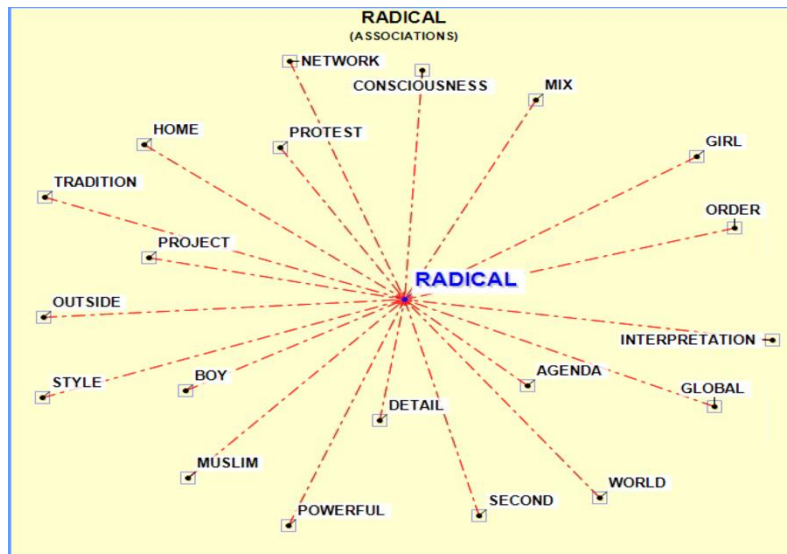 RADICAL
(ASSOCIATIONS)
NETWORK
CONSCIOUSNESS
MIX
HOME
PROTEST
GIRL
TRADITION
ORDER
PROJECT
RADICAL
OUTSIDE
INTERPRETATION
AGENDA
STYLE
BOY
GLOBAL
DETAIL
MUSLIM
WORLD
SECOND
POWERFUL